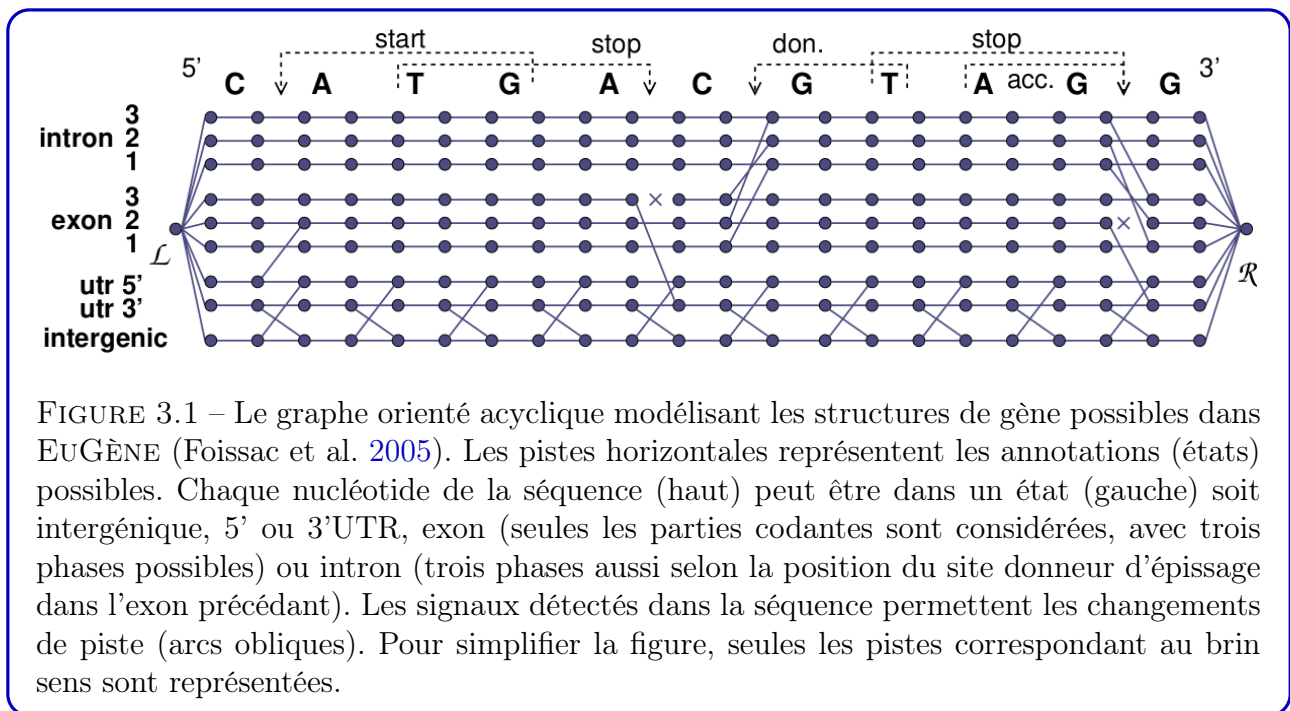 start stop don. stop
5' C A T G A C G T A acc. G G 3'
3
intron 2
1
3
exon 2
1
ℒ ℛ
utr 5'
utr 3'
intergenic
FIGURE 3.1 – Le graphe orienté acyclique modélisant les structures de gène possibles dans
EUGÈNE (Foissac et al. 2005). Les pistes horizontales représentent les annotations (états)
possibles. Chaque nucléotide de la séquence (haut) peut être dans un état (gauche) soit
intergénique, 5' ou 3'UTR, exon (seules les parties codantes sont considérées, avec trois
phases possibles) ou intron (trois phases aussi selon la position du site donneur d'épissage
dans l'exon précédant). Les signaux détectés dans la séquence permettent les changements
de piste (arcs obliques). Pour simplifier la figure, seules les pistes correspondant au brin
sens sont représentées.